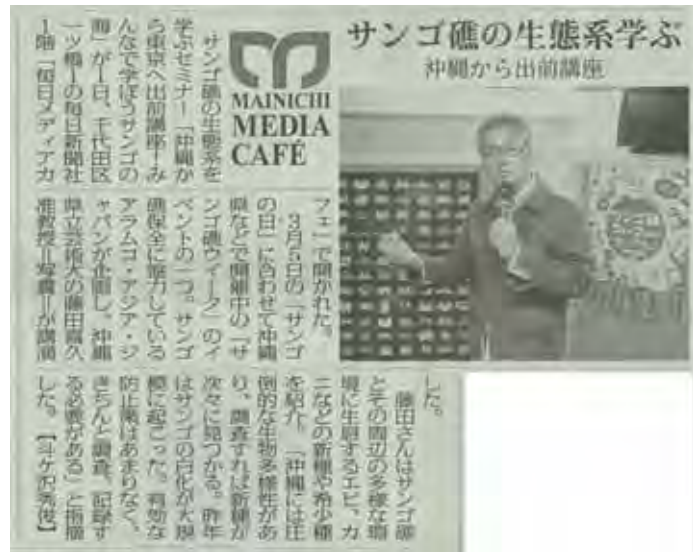 サンゴ礁の生態系学ぶ
沖縄から出前講座
MAINICHI
MEDIA
CAFÉ
サンゴ礁の生態系を
学ぶセミナー「沖縄か
ら東京へ出前講座！み
んなで学ぼうサンゴの
海」が1日、千代田区
一ツ橋1の毎日新聞社
1階「毎日メディアカ
フェ」で開かれた。
3月5日の「サンゴ
の日」に合わせて沖縄
県などで開催中の「サ
ンゴ礁ウィーク」のイ
ベントの一つ。サンゴ
礁保全に協力している
アラムコ・アジア・ジ
ャパンが企画し、沖縄
県立芸術大の藤田喜久
准教授＝写真＝が講演
した。
藤田さんはサンゴ礁
とその周辺の多様な環
境に生息するエビ、カ
ニなどの新種や希少種
を紹介。「沖縄には圧
倒的な生物多様性があ
り、調査すれば新種が
次々に見つかる。昨年
はサンゴの白化が大規
模に起こった。有効な
防止策はあまりなく、
きちんと調査、記録す
る必要がある」と指摘
した。【斗ケ沢秀俊】